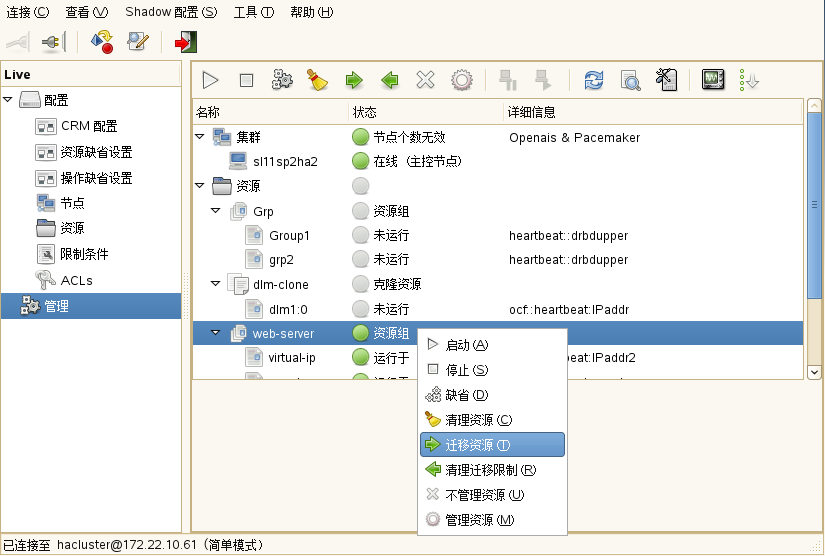 连接(C) 查看(V) Shadow 配置(S) 工具(T) 帮助(H)
Live
配置
CRM 配置
资源缺省设置
操作缺省设置
节点
资源
限制条件
ACLs
管理
名称 状态 详细信息
集群 节点个数无效 Openais & Pacemaker
sl11sp2ha2 在线（主控节点）
资源
Grp 资源组
Group1 未运行 heartbeat::drbdupper
grp2 未运行 heartbeat::drbdupper
dlm-clone 克隆资源
dlm1:0 未运行 ocf::heartbeat:IPaddr
web-server 资源组
virtual-ip 运行于 beat:IPaddr2
启动(A)
停止(S)
缺省(D)
清理资源(C)
迁移资源(T)
清理迁移限制(R)
不管理资源(U)
管理资源(M)
已连接至 hacluster@172.22.10.61（简单模式）